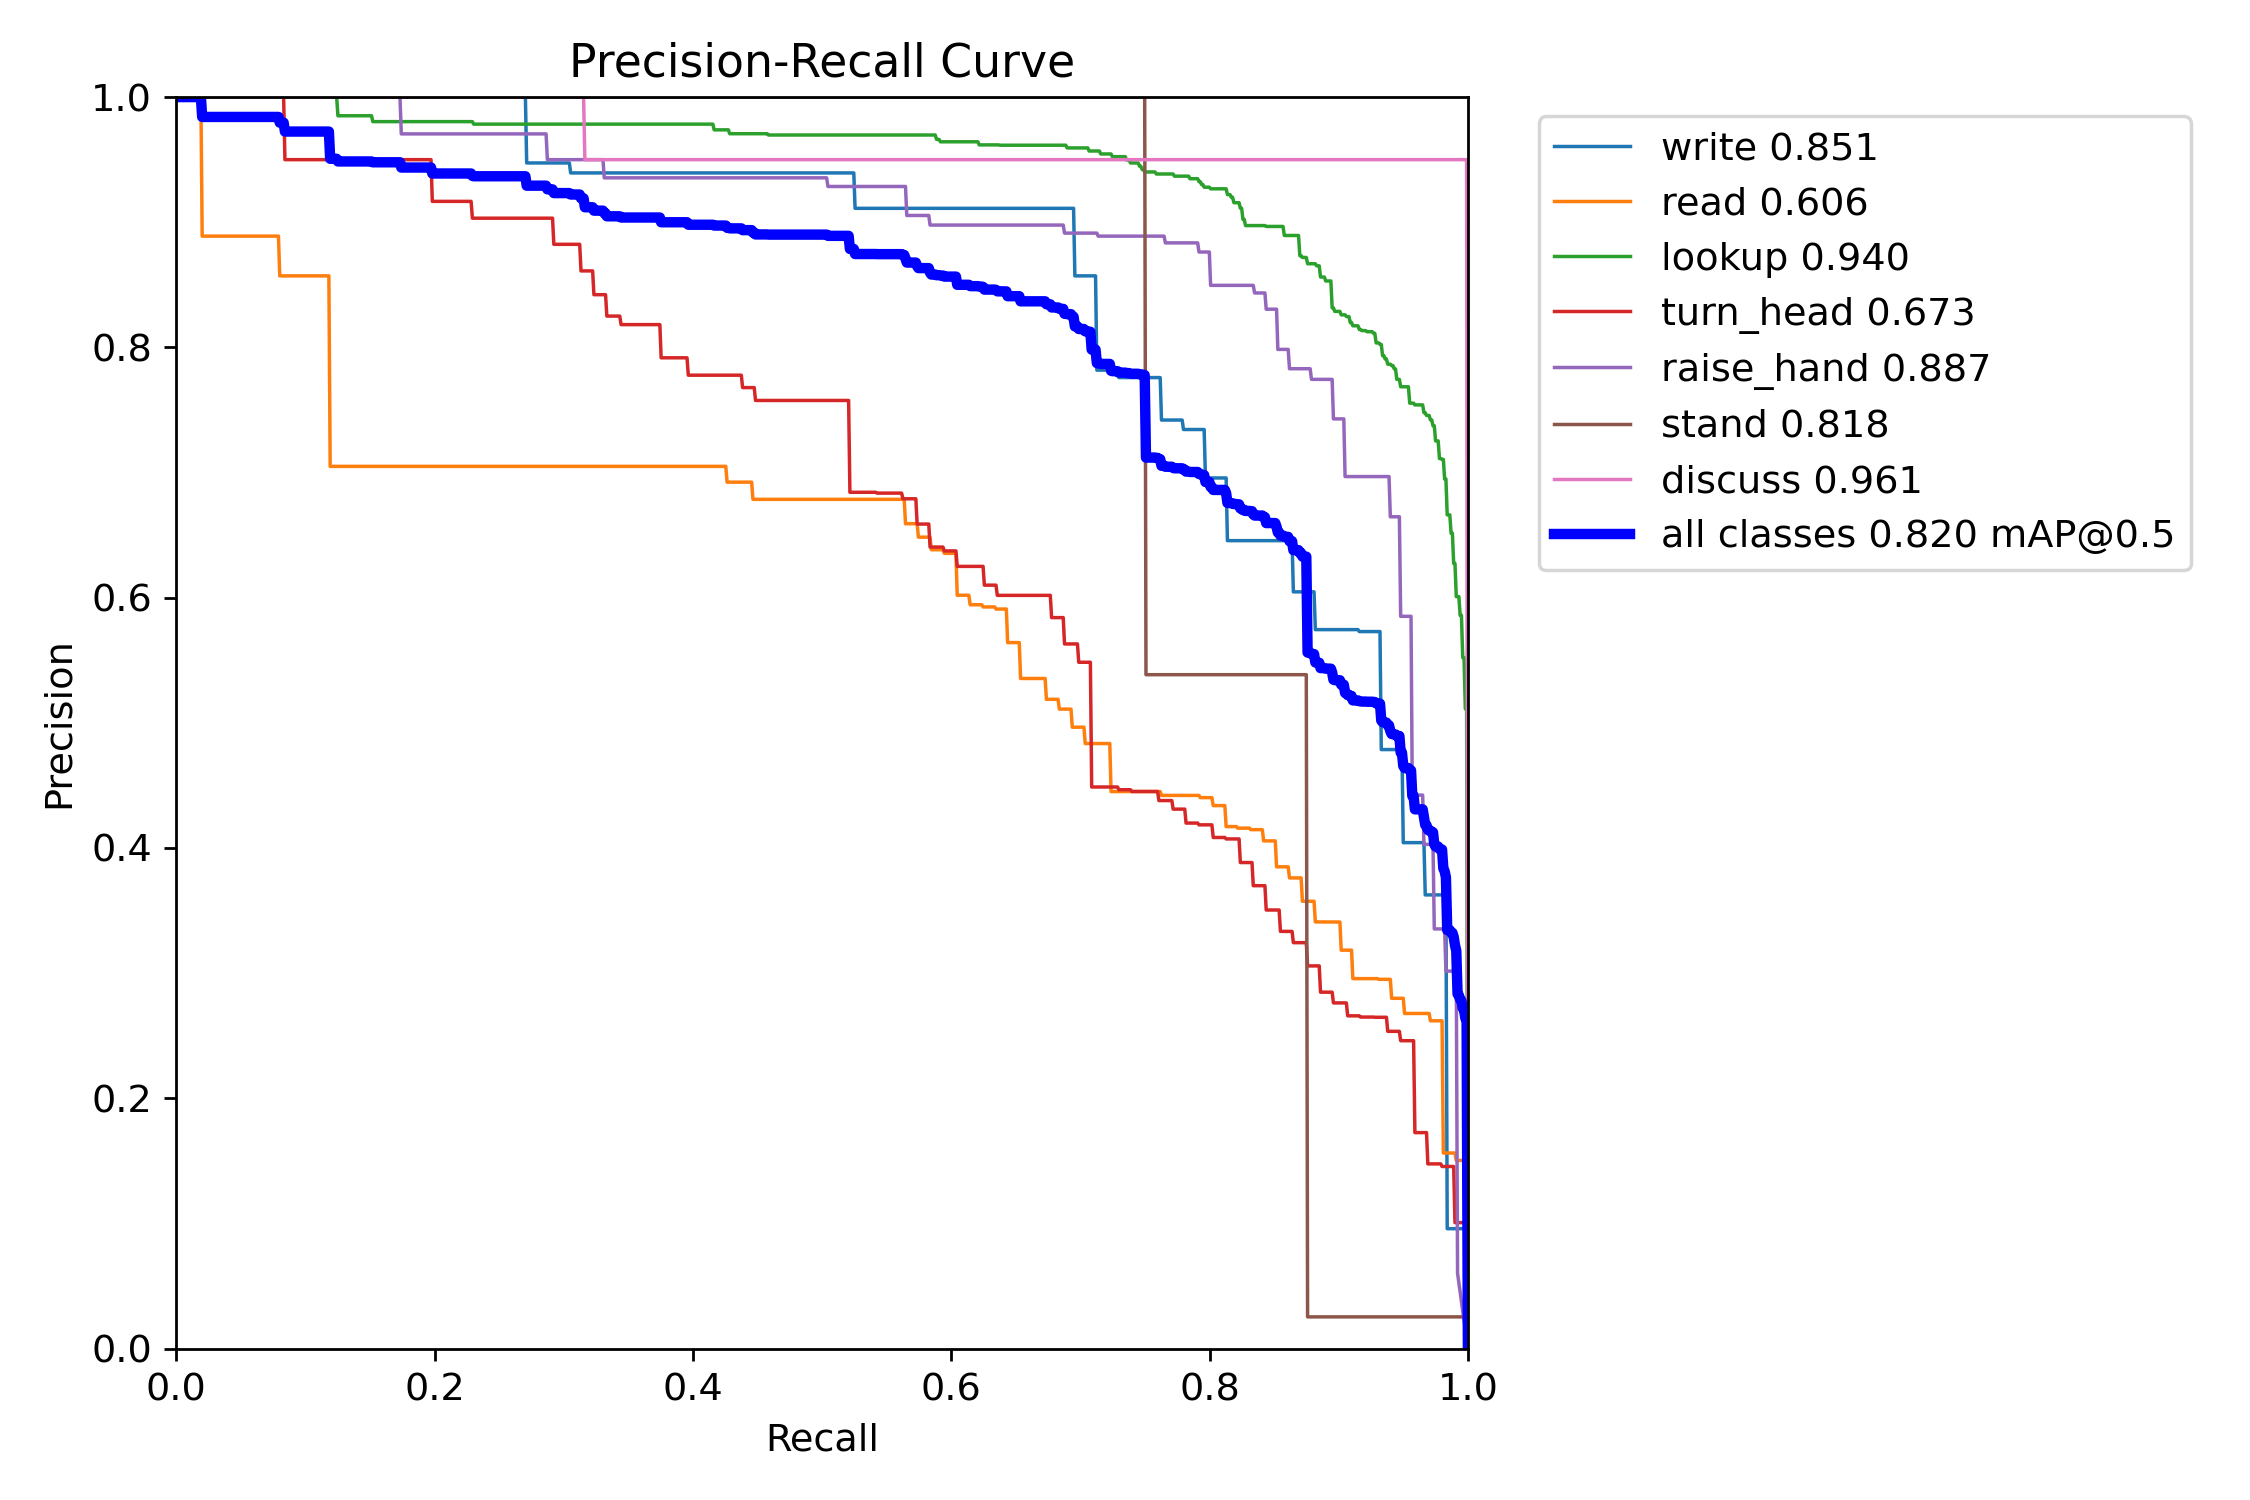 Precision-Recall Curve
1.0
0.8
0.6
0.4
0.2
0.0
Precision
0.0 0.2 0.4 0.6 0.8 1.0
Recall
write 0.851
read 0.606
lookup 0.940
turn_head 0.673
raise_hand 0.887
stand 0.818
discuss 0.961
all classes 0.820 mAP@0.5